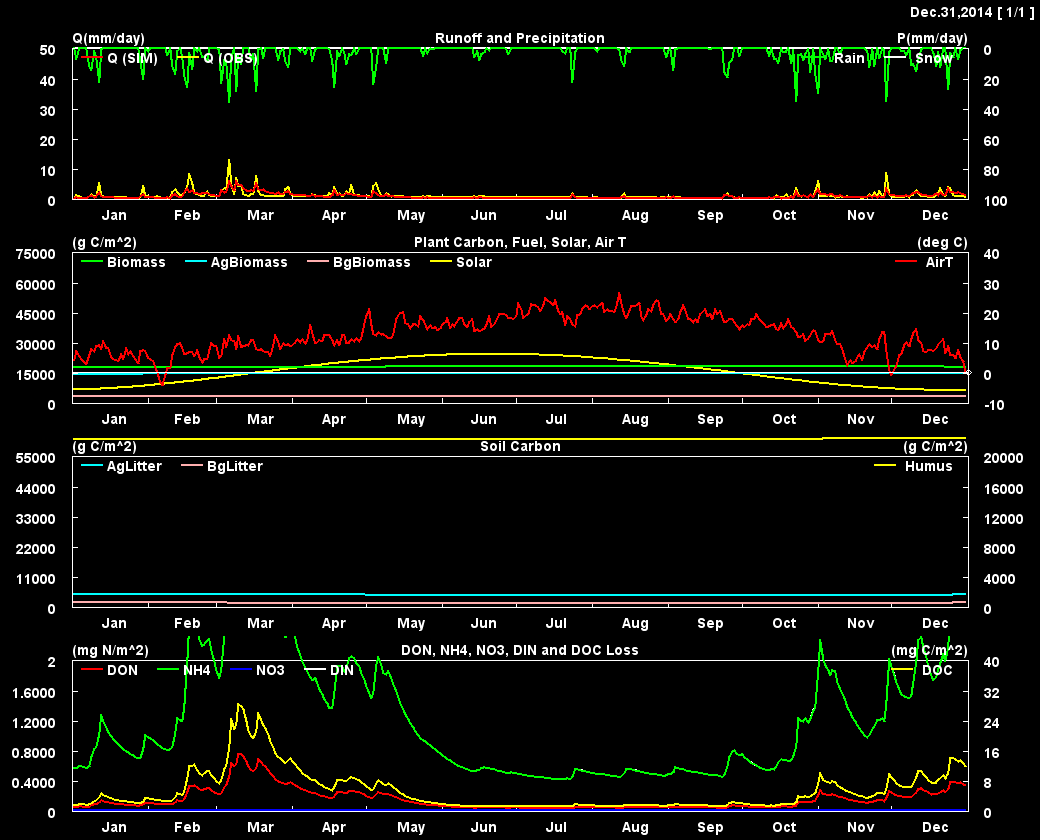 Dec.31,2014 [ 1/1 ]
Q(mm/day) Runoff and Precipitation P(mm/day)
50 Q (SIM) Q (OBS) Rain Snow 0
40 20
30 40
20 60
10 80
0 100
Jan Feb Mar Apr May Jun Jul Aug Sep Oct Nov Dec
(g C/m^2) Plant Carbon, Fuel, Solar, Air T (deg C)
75000 Biomass AgBiomass BgBiomass Solar AirT 40
60000 30
45000 20
30000 10
15000 0
0 -10
Jan Feb Mar Apr May Jun Jul Aug Sep Oct Nov Dec
(g C/m^2) Soil Carbon (g C/m^2)
55000 AgLitter BgLitter Humus 20000
44000 16000
33000 12000
22000 8000
11000 4000
0 0
Jan Feb Mar Apr May Jun Jul Aug Sep Oct Nov Dec
(mg N/m^2) DON, NH4, NO3, DIN and DOC Loss (mg C/m^2)
2 DON NH4 NO3 DIN DOC 40
1.6000 32
1.2000 24
0.8000 16
0.4000 8
0 0
Jan Feb Mar Apr May Jun Jul Aug Sep Oct Nov Dec